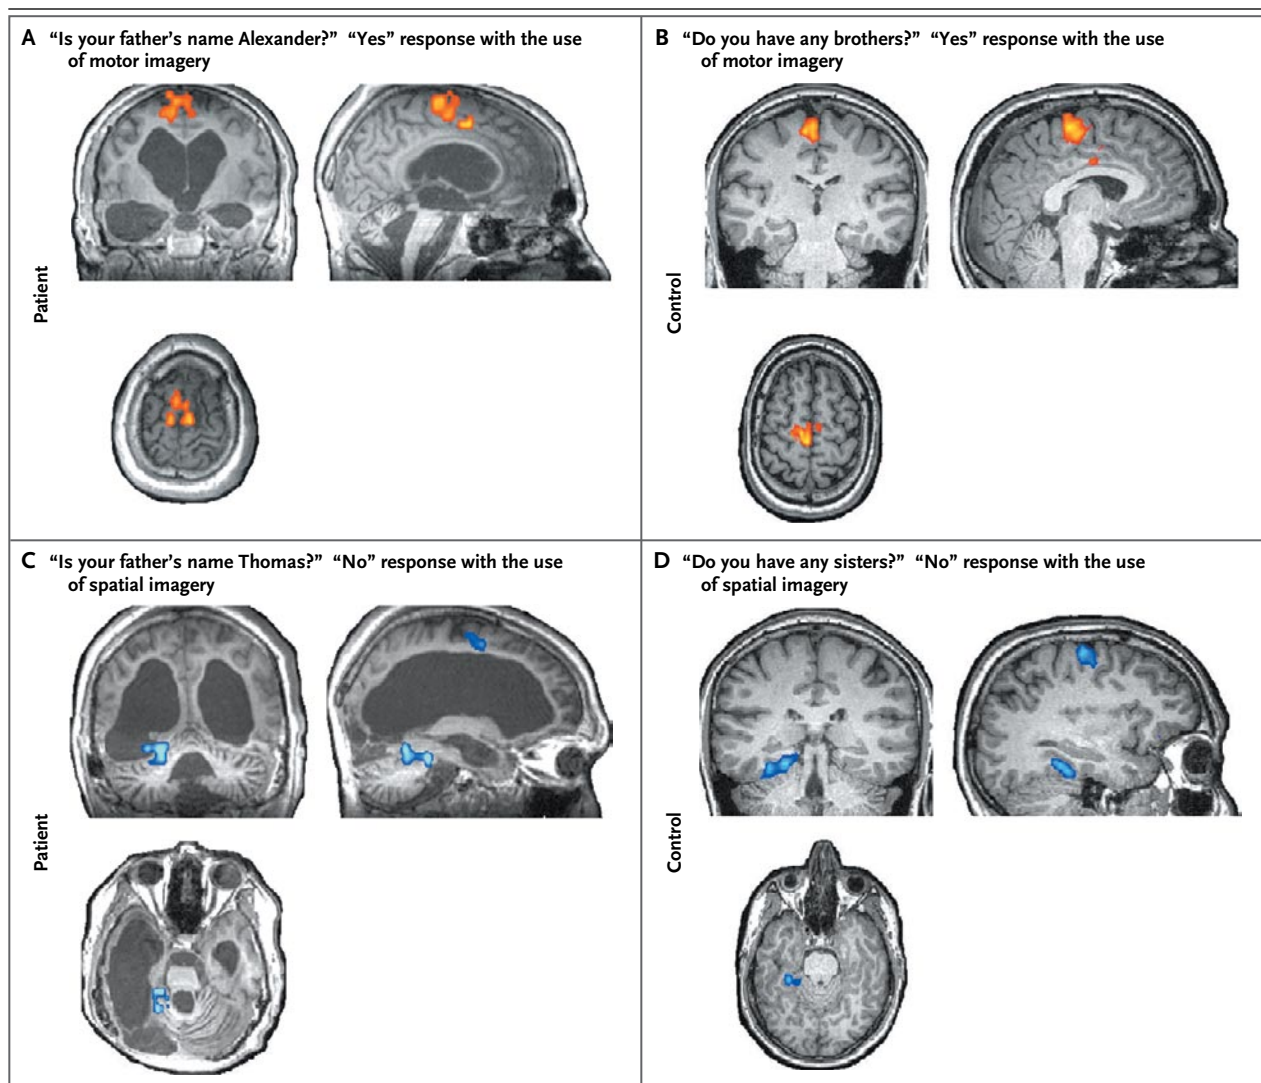 A "Is your father's name Alexander?" "Yes" response with the use
of motor imagery
B "Do you have any brothers?" "Yes" response with the use
of motor imagery
Patient
Control
C "Is your father's name Thomas?" "No" response with the use
of spatial imagery
D "Do you have any sisters?" "No" response with the use
of spatial imagery
Patient
Control